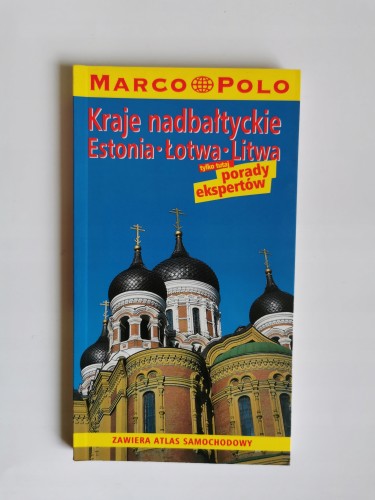 MARCO POLO
Kraje nadbałtyckie
Estonia • Łotwa • Litwa
tylko tutaj
porady
ekspertów
ZAWIERA ATLAS SAMOCHODOWY